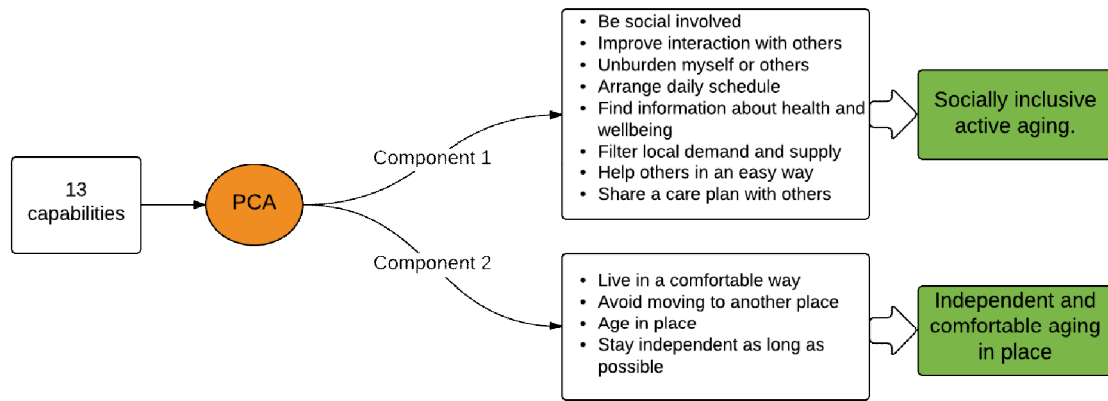 13
capabilities
PCA
Component 1
Component 2
• Be social involved
• Improve interaction with others
• Unburden myself or others
• Arrange daily schedule
• Find information about health and
wellbeing
• Filter local demand and supply
• Help others in an easy way
• Share a care plan with others
Socially inclusive
active aging.
• Live in a comfortable way
• Avoid moving to another place
• Age in place
• Stay independent as long as
possible
Independent and
comfortable aging
in place